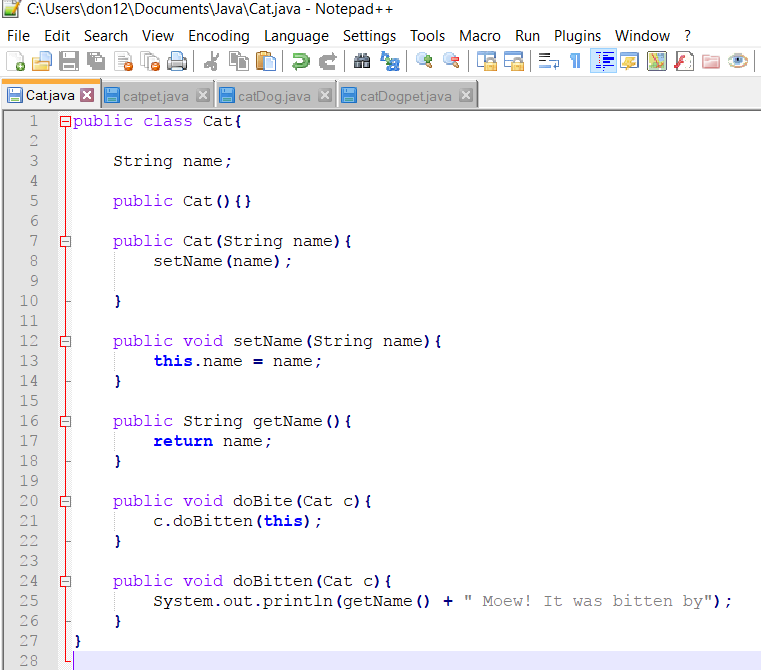 C:\Users\don12\Documents\Java\Cat.java - Notepad++
File Edit Search View Encoding Language Settings Tools Macro Run Plugins Window ?
Cat.java catpet.java catDog.java catDogpet.java
1 public class Cat{
2
3 String name;
4
5 public Cat(){}
6
7 public Cat(String name){
8 setName(name);
9
10 }
11
12 public void setName(String name){
13 this.name = name;
14 }
15
16 public String getName(){
17 return name;
18 }
19
20 public void doBite(Cat c){
21 c.doBitten(this);
22 }
23
24 public void doBitten(Cat c){
25 System.out.println(getName() + " Moew! It was bitten by");
26 }
27 }
28